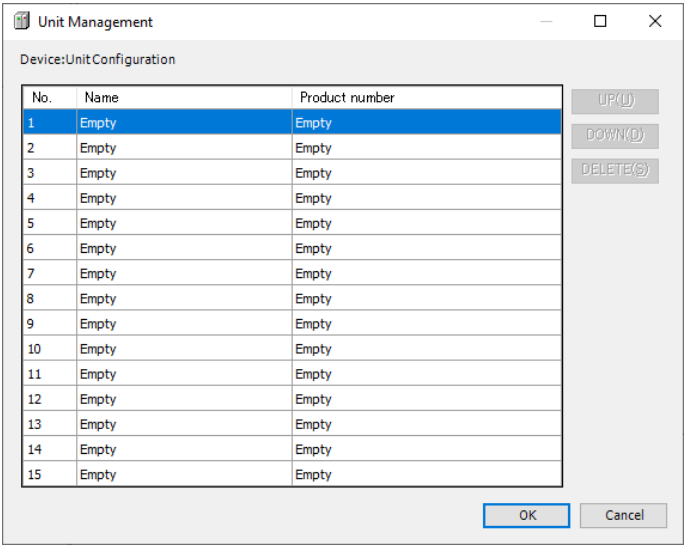 Unit Management
Device:UnitConfiguration
No. Name Product number
UP(U)
1 Empty Empty
DOWN(D)
2 Empty Empty
DELETE(S)
3 Empty Empty
4 Empty Empty
5 Empty Empty
6 Empty Empty
7 Empty Empty
8 Empty Empty
9 Empty Empty
10 Empty Empty
11 Empty Empty
12 Empty Empty
13 Empty Empty
14 Empty Empty
15 Empty Empty
OK Cancel